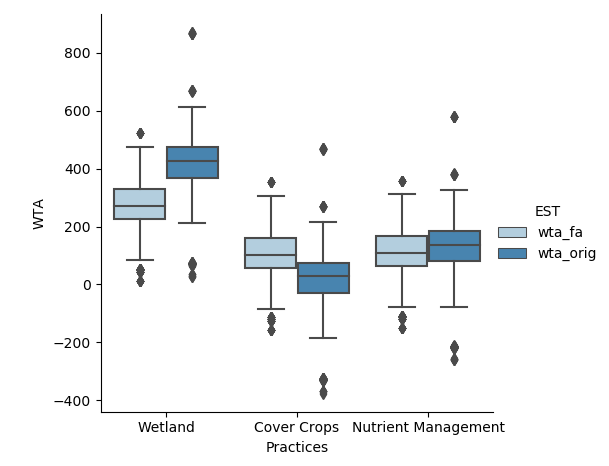 800
600
400
200
0
−200
−400
WTA
Wetland
Cover Crops
Nutrient Management
Practices
EST
wta_fa
wta_orig